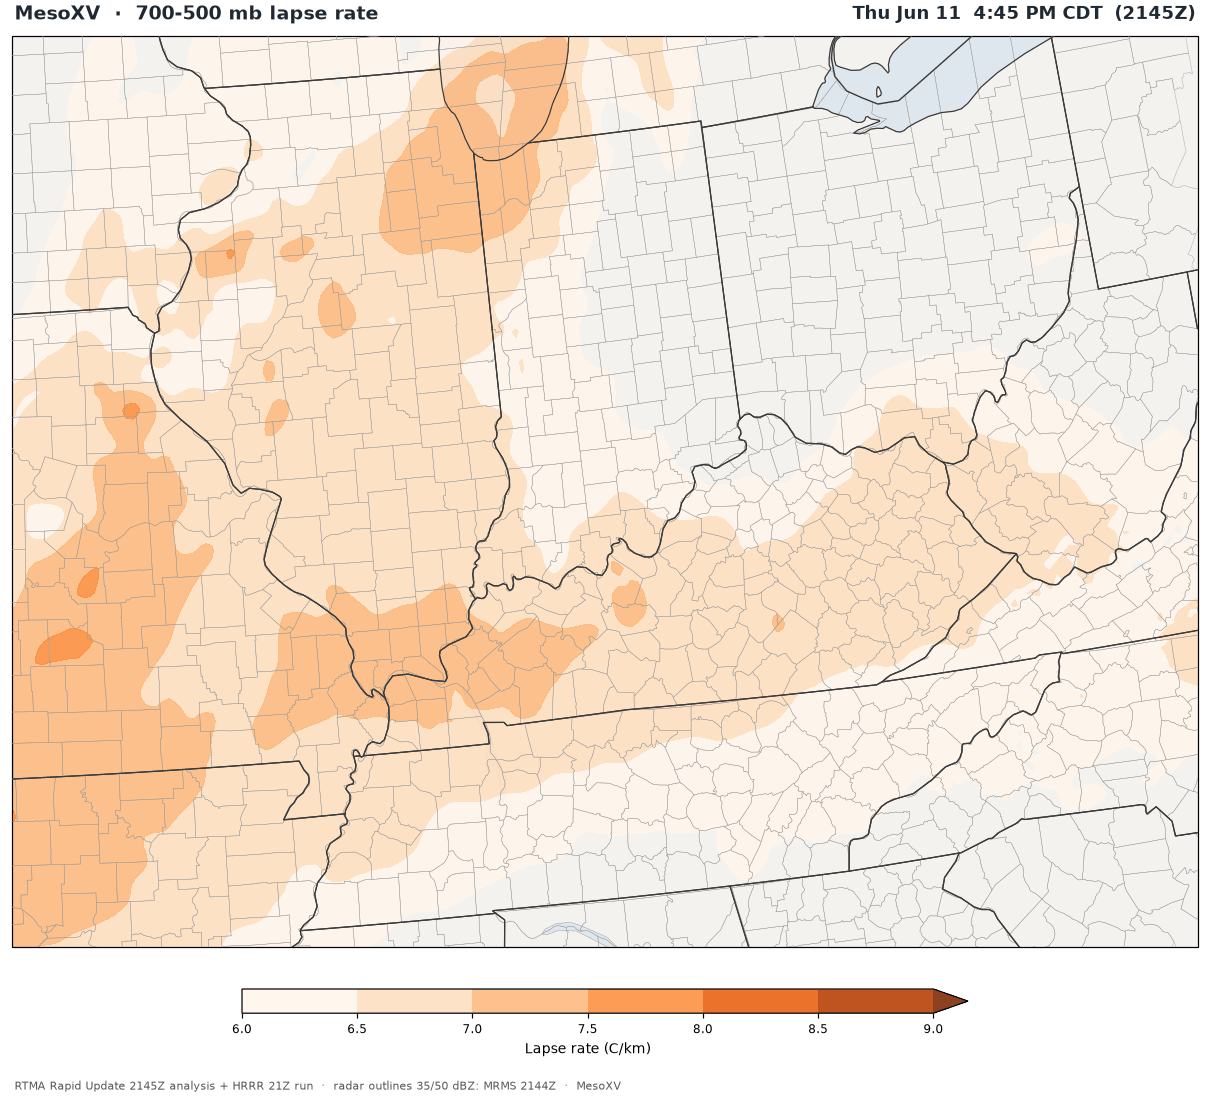 MesoXV · 700-500 mb lapse rate
Thu Jun 11 4:45 PM CDT (2145Z)
6.0 6.5 7.0 7.5 8.0 8.5 9.0
Lapse rate (C/km)
RTMA Rapid Update 2145Z analysis + HRRR 21Z run · radar outlines 35/50 dBZ: MRMS 2144Z · MesoXV